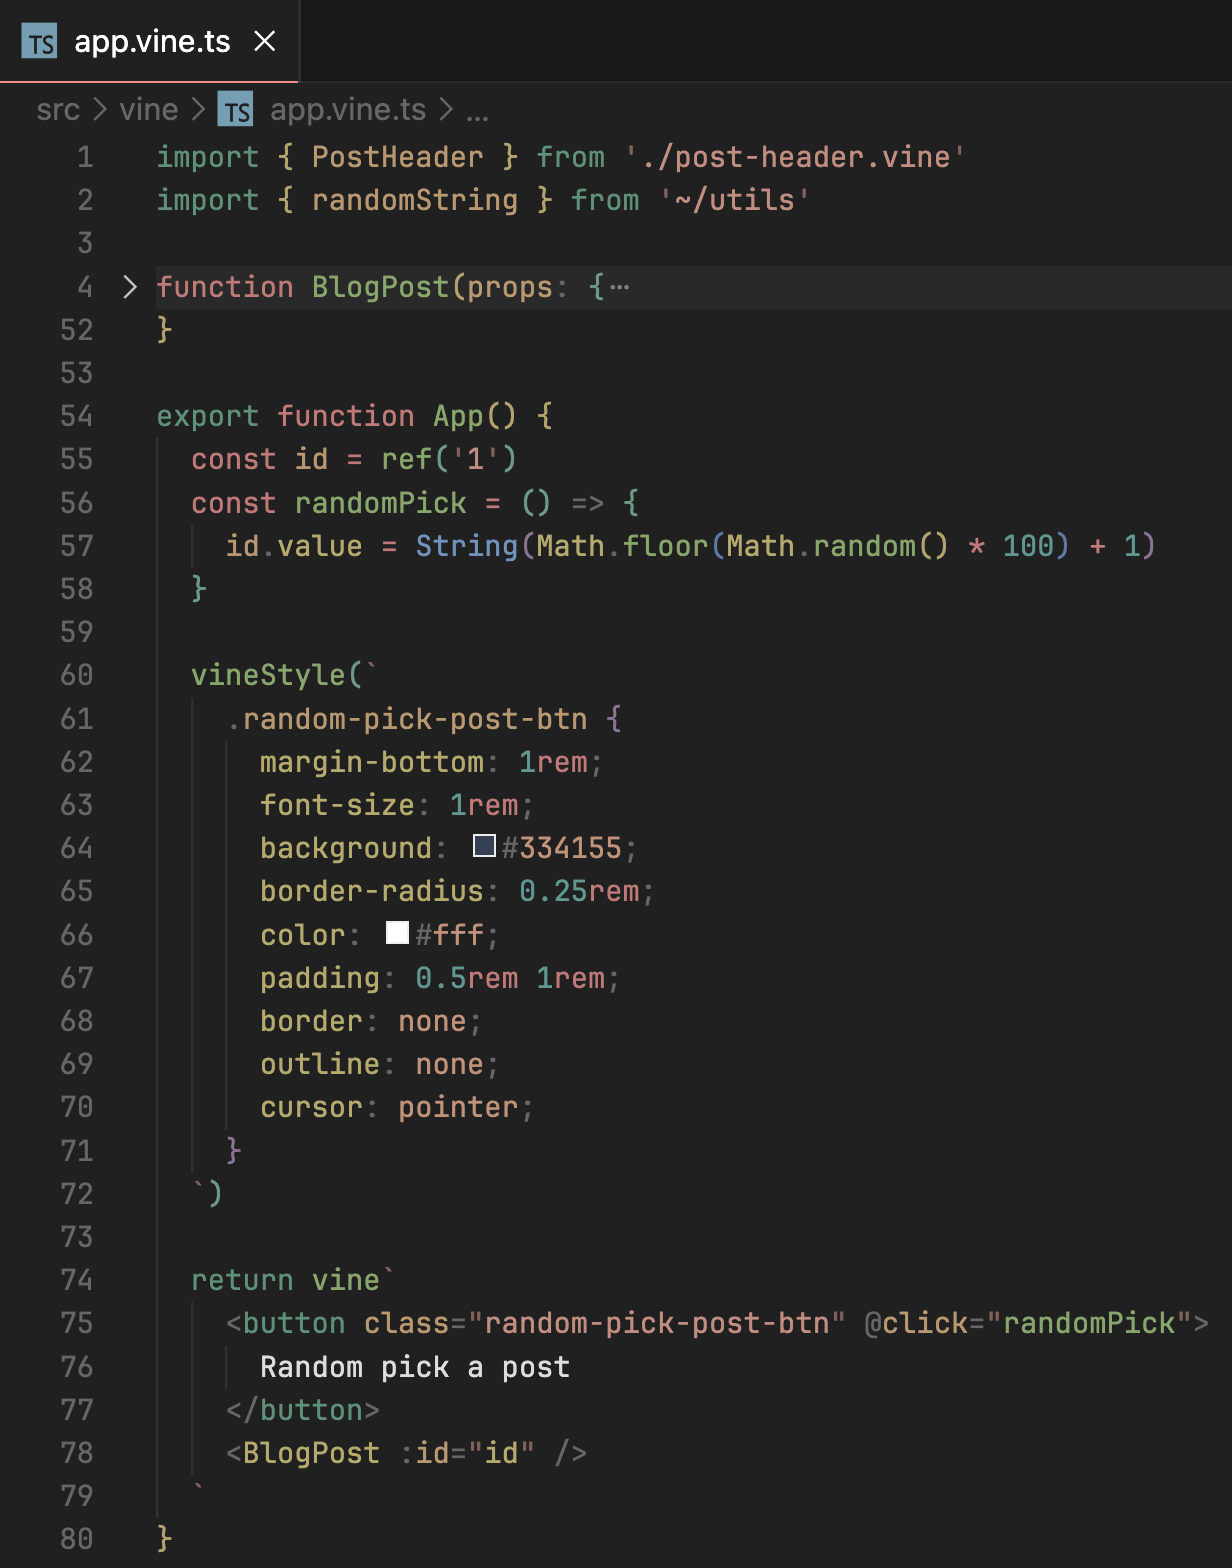 TS app.vine.ts
src > vine > TS app.vine.ts > ...
1 import { PostHeader } from './post-header.vine'
2 import { randomString } from '~/utils'
3
4 > function BlogPost(props: {···
52 }
53
54 export function App() {
55   const id = ref('1')
56   const randomPick = () => {
57     id.value = String(Math.floor(Math.random() * 100) + 1)
58   }
59
60   vineStyle(`
61     .random-pick-post-btn {
62       margin-bottom: 1rem;
63       font-size: 1rem;
64       background: #334155;
65       border-radius: 0.25rem;
66       color: #fff;
67       padding: 0.5rem 1rem;
68       border: none;
69       outline: none;
70       cursor: pointer;
71     }
72   `)
73
74   return vine`
75     <button class="random-pick-post-btn" @click="randomPick">
76       Random pick a post
77     </button>
78     <BlogPost :id="id" />
79   `
80 }